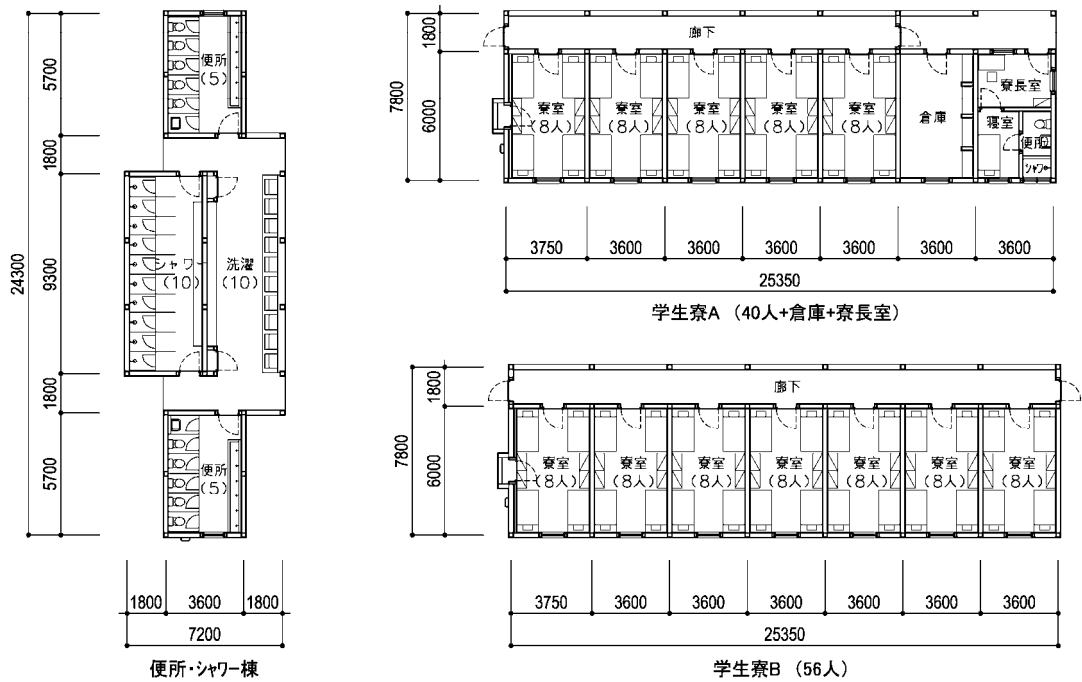 5700
1800
9300
1800
5700
24300
便所
(5)
シャワー
(10)
洗濯
(10)
便所
(5)
1800
3600
1800
7200
便所・シャワー棟
1800
6000
7800
廊下
寮室
(8人)
寮室
(8人)
寮室
(8人)
寮室
(8人)
寮室
(8人)
倉庫
寮長室
寝室
便所
シャワー
3750
3600
3600
3600
3600
3600
3600
25350
学生寮A (40人+倉庫+寮長室)
1800
6000
7800
廊下
寮室
(8人)
寮室
(8人)
寮室
(8人)
寮室
(8人)
寮室
(8人)
寮室
(8人)
寮室
(8人)
3750
3600
3600
3600
3600
3600
3600
25350
学生寮B (56人)